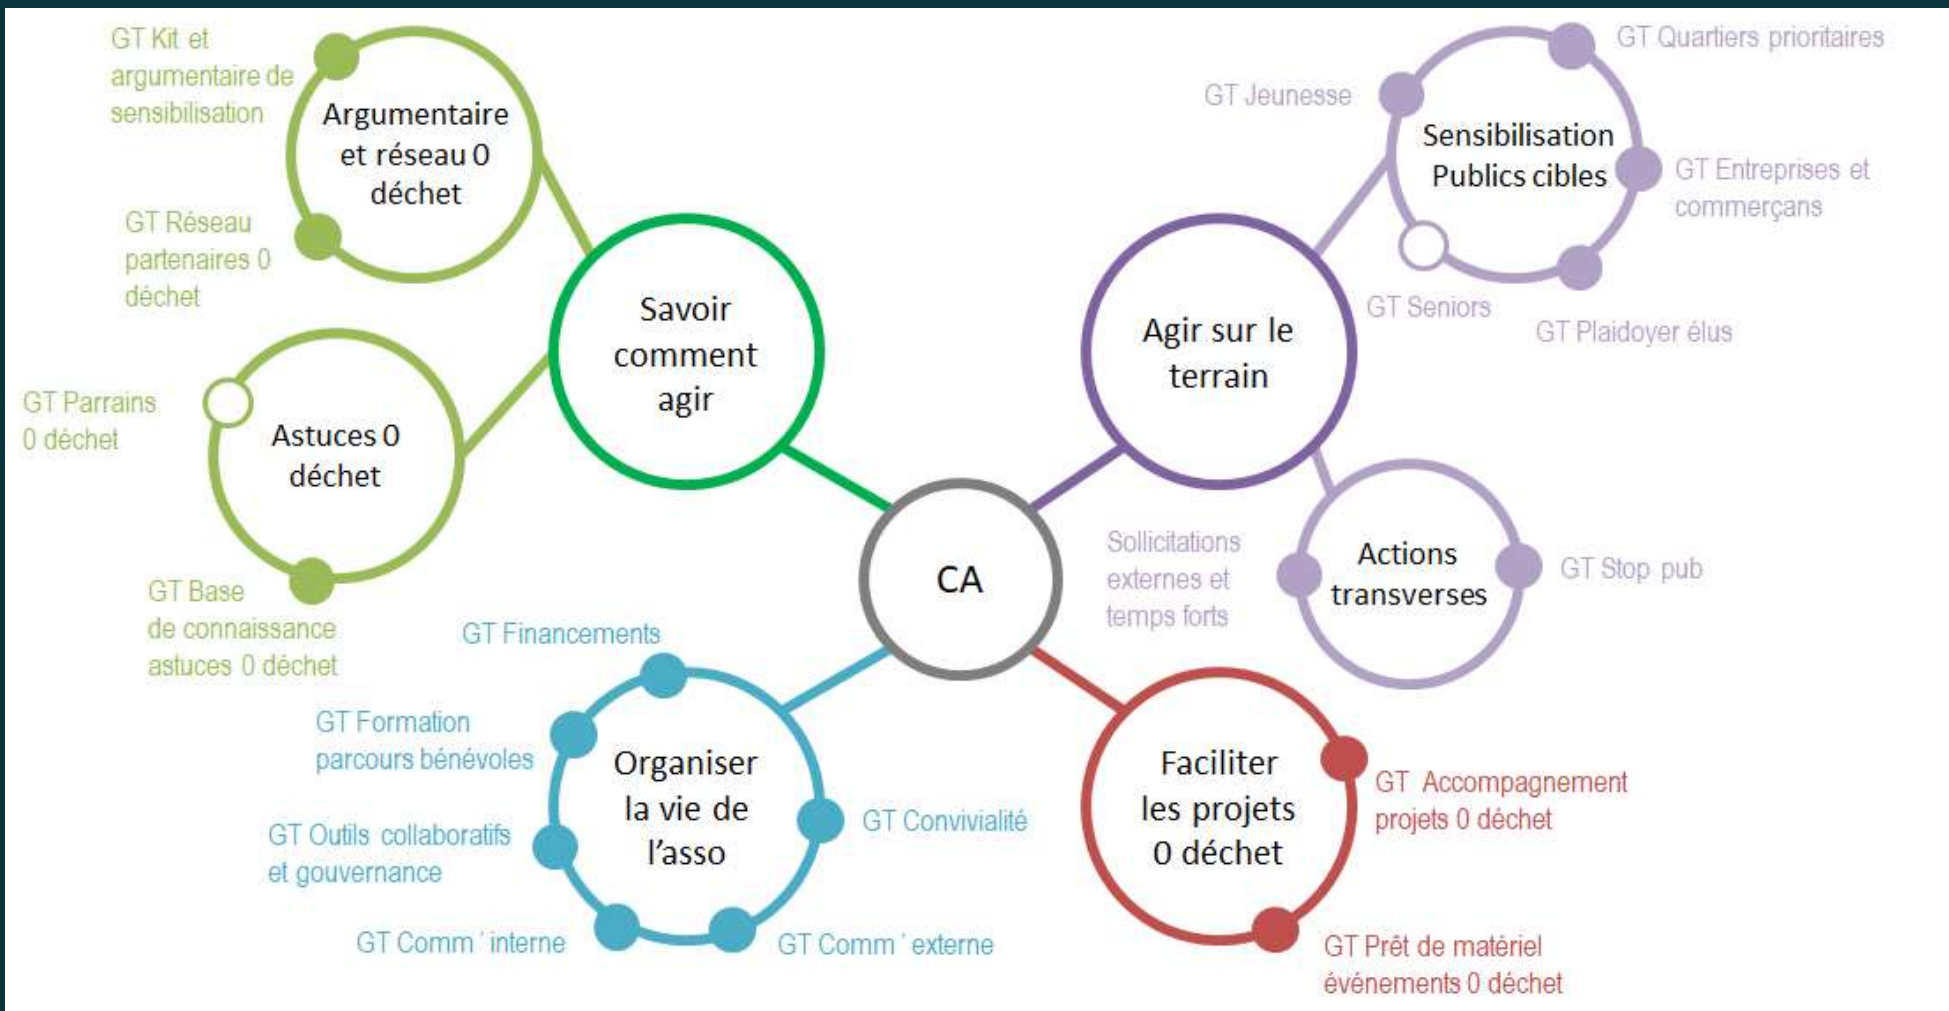 GT Kit et
argumentaire de
sensibilisation
Argumentaire
et réseau 0
déchet
GT Réseau
partenaires 0
déchet
GT Parrains
0 déchet
Astuces 0
déchet
GT Base
de connaissance
astuces 0 déchet
Savoir
comment
agir
GT Quartiers prioritaires
GT Jeunesse
Sensibilisation
Publics cibles
GT Entreprises et
commerçans
GT Seniors
GT Plaidoyer élus
Agir sur le
terrain
Sollicitations
externes et
temps forts
Actions
transverses
GT Stop pub
CA
GT Financements
GT Formation
parcours bénévoles
Organiser
la vie de
l’asso
GT Outils collaboratifs
et gouvernance
GT Convivialité
GT Comm ’ interne
GT Comm ’ externe
Faciliter
les projets
0 déchet
GT Accompagnement
projets 0 déchet
GT Prêt de matériel
événements 0 déchet